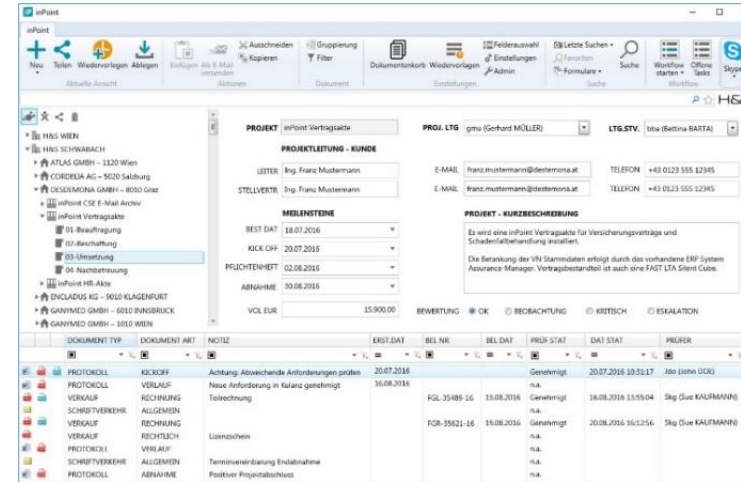 inPoint
inPoint
Neu Teilen Wiedervorlegen Ablegen
Aktuelle Ansicht
Einfügen Als E-Mail versenden
Ausschneiden
Kopieren
Aktionen
Gruppierung
Filter
Dokument
Dokumentenkorb Wiedervorlagen
Felderauswahl
Einstellungen
Admin
Einstellungen
Letzte Suchen
Favoriten
Formulare
Suche
Suche
Workflow starten Offene Tasks
Workflow
Skype
H&S
H&S WIEN
H&S SCHWABACH
ATLAS GMBH – 1120 Wien
CORDELIA AG – 5020 Salzburg
DESDEMONA GMBH – 8010 Graz
inPoint CSE E-Mail Archiv
inPoint Vertragsakte
01-Beauftragung
02-Beschaffung
03-Umsetzung
04-Nachbetreuung
inPoint HR-Akte
ENCLADUS KG – 9010 KLAGENFURT
GANYMED GMBH – 6010 INNSBRUCK
GANYMED GMBH – 1010 WIEN
PROJEKT inPoint Vertragsakte PROJ. LTG gmu (Gerhard MÜLLER) LTG.STV. bba (Bettina BARTA)
PROJEKTLEITUNG - KUNDE
LEITER Ing. Franz Mustermann E-MAIL franz.mustermann@destemona.at TELEFON +43 0123 555 12345
STELLVERTR Ing. Franz Mustermann E-MAIL franz.mustermann@destemona.at TELEFON +43 0123 555 12345
MEILENSTEINE
BEST DAT 18.07.2016
KICK OFF 20.07.2016
PFLICHTENHEFT 02.08.2016
ABNAHME 30.08.2016
VOL EUR 15.900.00
PROJEKT - KURZBESCHREIBUNG
Es wird eine inPoint Vertragsakte für Versicherungsverträge und
Schadenfallbehandlung installiert.
Die Betankung der VN Stammdaten erfolgt durch das vorhandene ERP System
Assurance-Manager. Vertragsbestandteil ist auch eine FAST LTA Silent Cube.
BEWERTUNG OK BEOBACHTUNG KRITISCH ESKALATION
DOKUMENT TYP DOKUMENT ART NOTIZ ERST.DAT BEL NR BEL DAT PRÜF STAT DAT STAT PRÜFER
PROTOKOLL KICKOFF Achtung: Abweichende Anforderungen prüfen 20.07.2016 Genehmigt 20.07.2016 10:31:17 Jdo (John DOE)
PROTOKOLL VERLAUF Neue Anforderung in Kulanz genehmigt 16.08.2016 n.a.
VERKAUF RECHNUNG Teilrechnung FGL-35489-16 15.08.2016 Genehmigt 16.08.2016 13:55:04 Skg (Sue KAUFMANN)
SCHRIFTVERKEHR ALLGEMEIN n.a.
VERKAUF RECHNUNG FGR-35621-16 19.08.2016 Genehmigt 20.08.2016 16:12:56 Skg (Sue KAUFMANN)
VERKAUF RECHTLICH Lizenzschein n.a.
PROTOKOLL VERLAUF n.a.
SCHRIFTVERKEHR ALLGEMEIN Terminvereinbarung Endabnahme n.a.
PROTOKOLL ABNAHME Positiver Projektabschluss n.a.